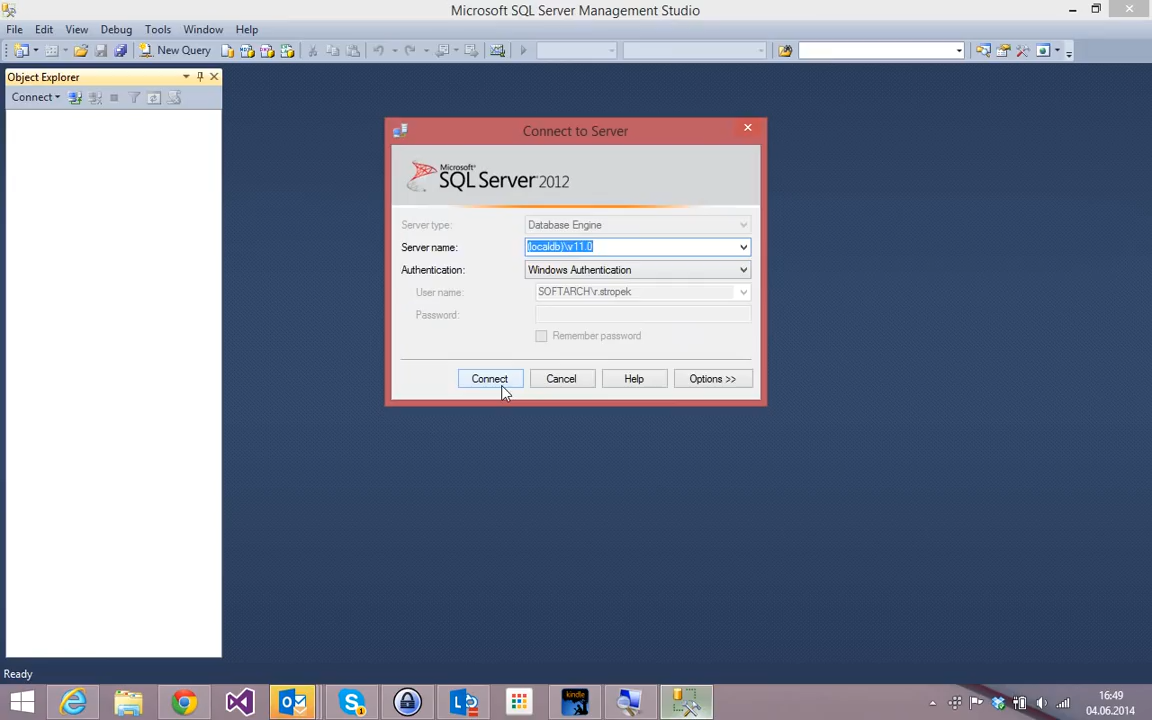 Microsoft SQL Server Management Studio
File Edit View Debug Tools Window Help
New Query
Object Explorer
Connect
Connect to Server
Microsoft
SQL Server 2012
Server type: Database Engine
Server name: (localdb)\v11.0
Authentication: Windows Authentication
User name: SOFTARCH\r.stropek
Password:
Remember password
Connect Cancel Help Options >>
Ready
kindle
16:49
04.06.2014